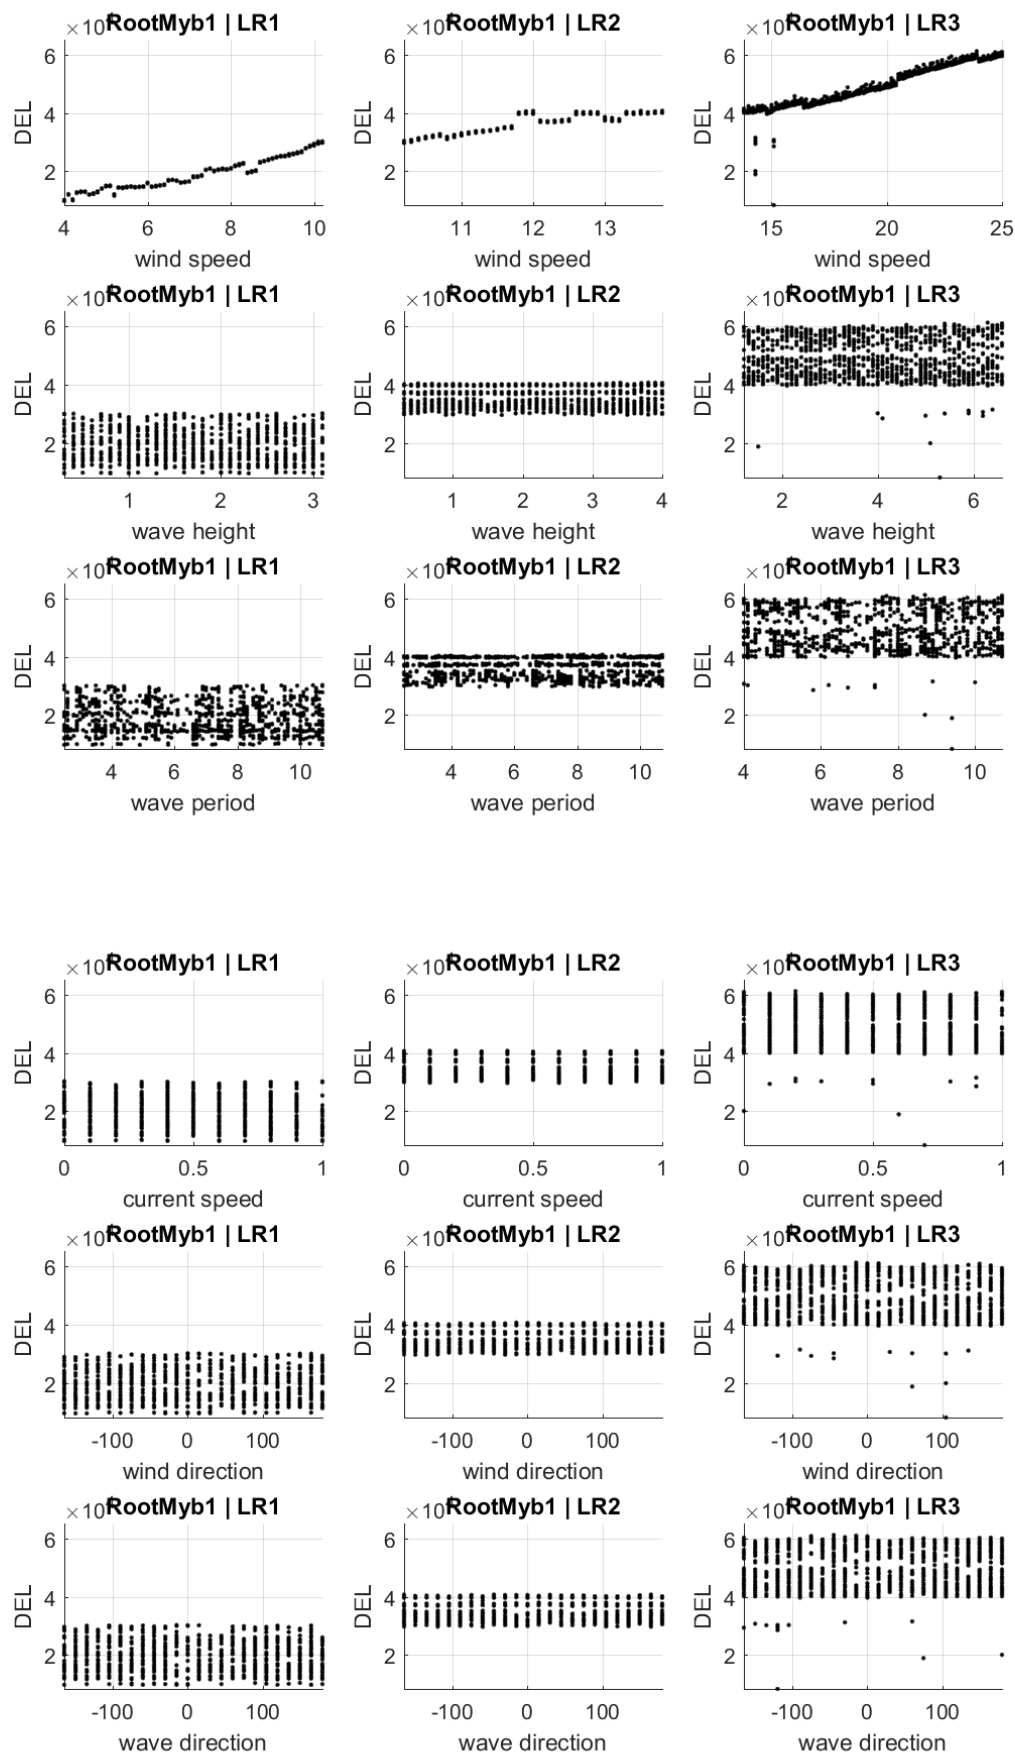 ×10 RootMyb1 | LR1 ×10 RootMyb1 | LR2 ×10 RootMyb1 | LR3
6 6 6
DEL DEL DEL
4 4 4
2 2 2
4 6 8 10 11 12 13 15 20 25
wind speed wind speed wind speed
×10 RootMyb1 | LR1 ×10 RootMyb1 | LR2 ×10 RootMyb1 | LR3
6 6 6
DEL DEL DEL
4 4 4
2 2 2
1 2 3 1 2 3 4 2 4 6
wave height wave height wave height
×10 RootMyb1 | LR1 ×10 RootMyb1 | LR2 ×10 RootMyb1 | LR3
6 6 6
DEL DEL DEL
4 4 4
2 2 2
4 6 8 10 4 6 8 10 4 6 8 10
wave period wave period wave period
×10 RootMyb1 | LR1 ×10 RootMyb1 | LR2 ×10 RootMyb1 | LR3
6 6 6
DEL DEL DEL
4 4 4
2 2 2
0 0.5 1 0 0.5 1 0 0.5 1
current speed current speed current speed
×10 RootMyb1 | LR1 ×10 RootMyb1 | LR2 ×10 RootMyb1 | LR3
6 6 6
DEL DEL DEL
4 4 4
2 2 2
-100 0 100 -100 0 100 -100 0 100
wind direction wind direction wind direction
×10 RootMyb1 | LR1 ×10 RootMyb1 | LR2 ×10 RootMyb1 | LR3
6 6 6
DEL DEL DEL
4 4 4
2 2 2
-100 0 100 -100 0 100 -100 0 100
wave direction wave direction wave direction